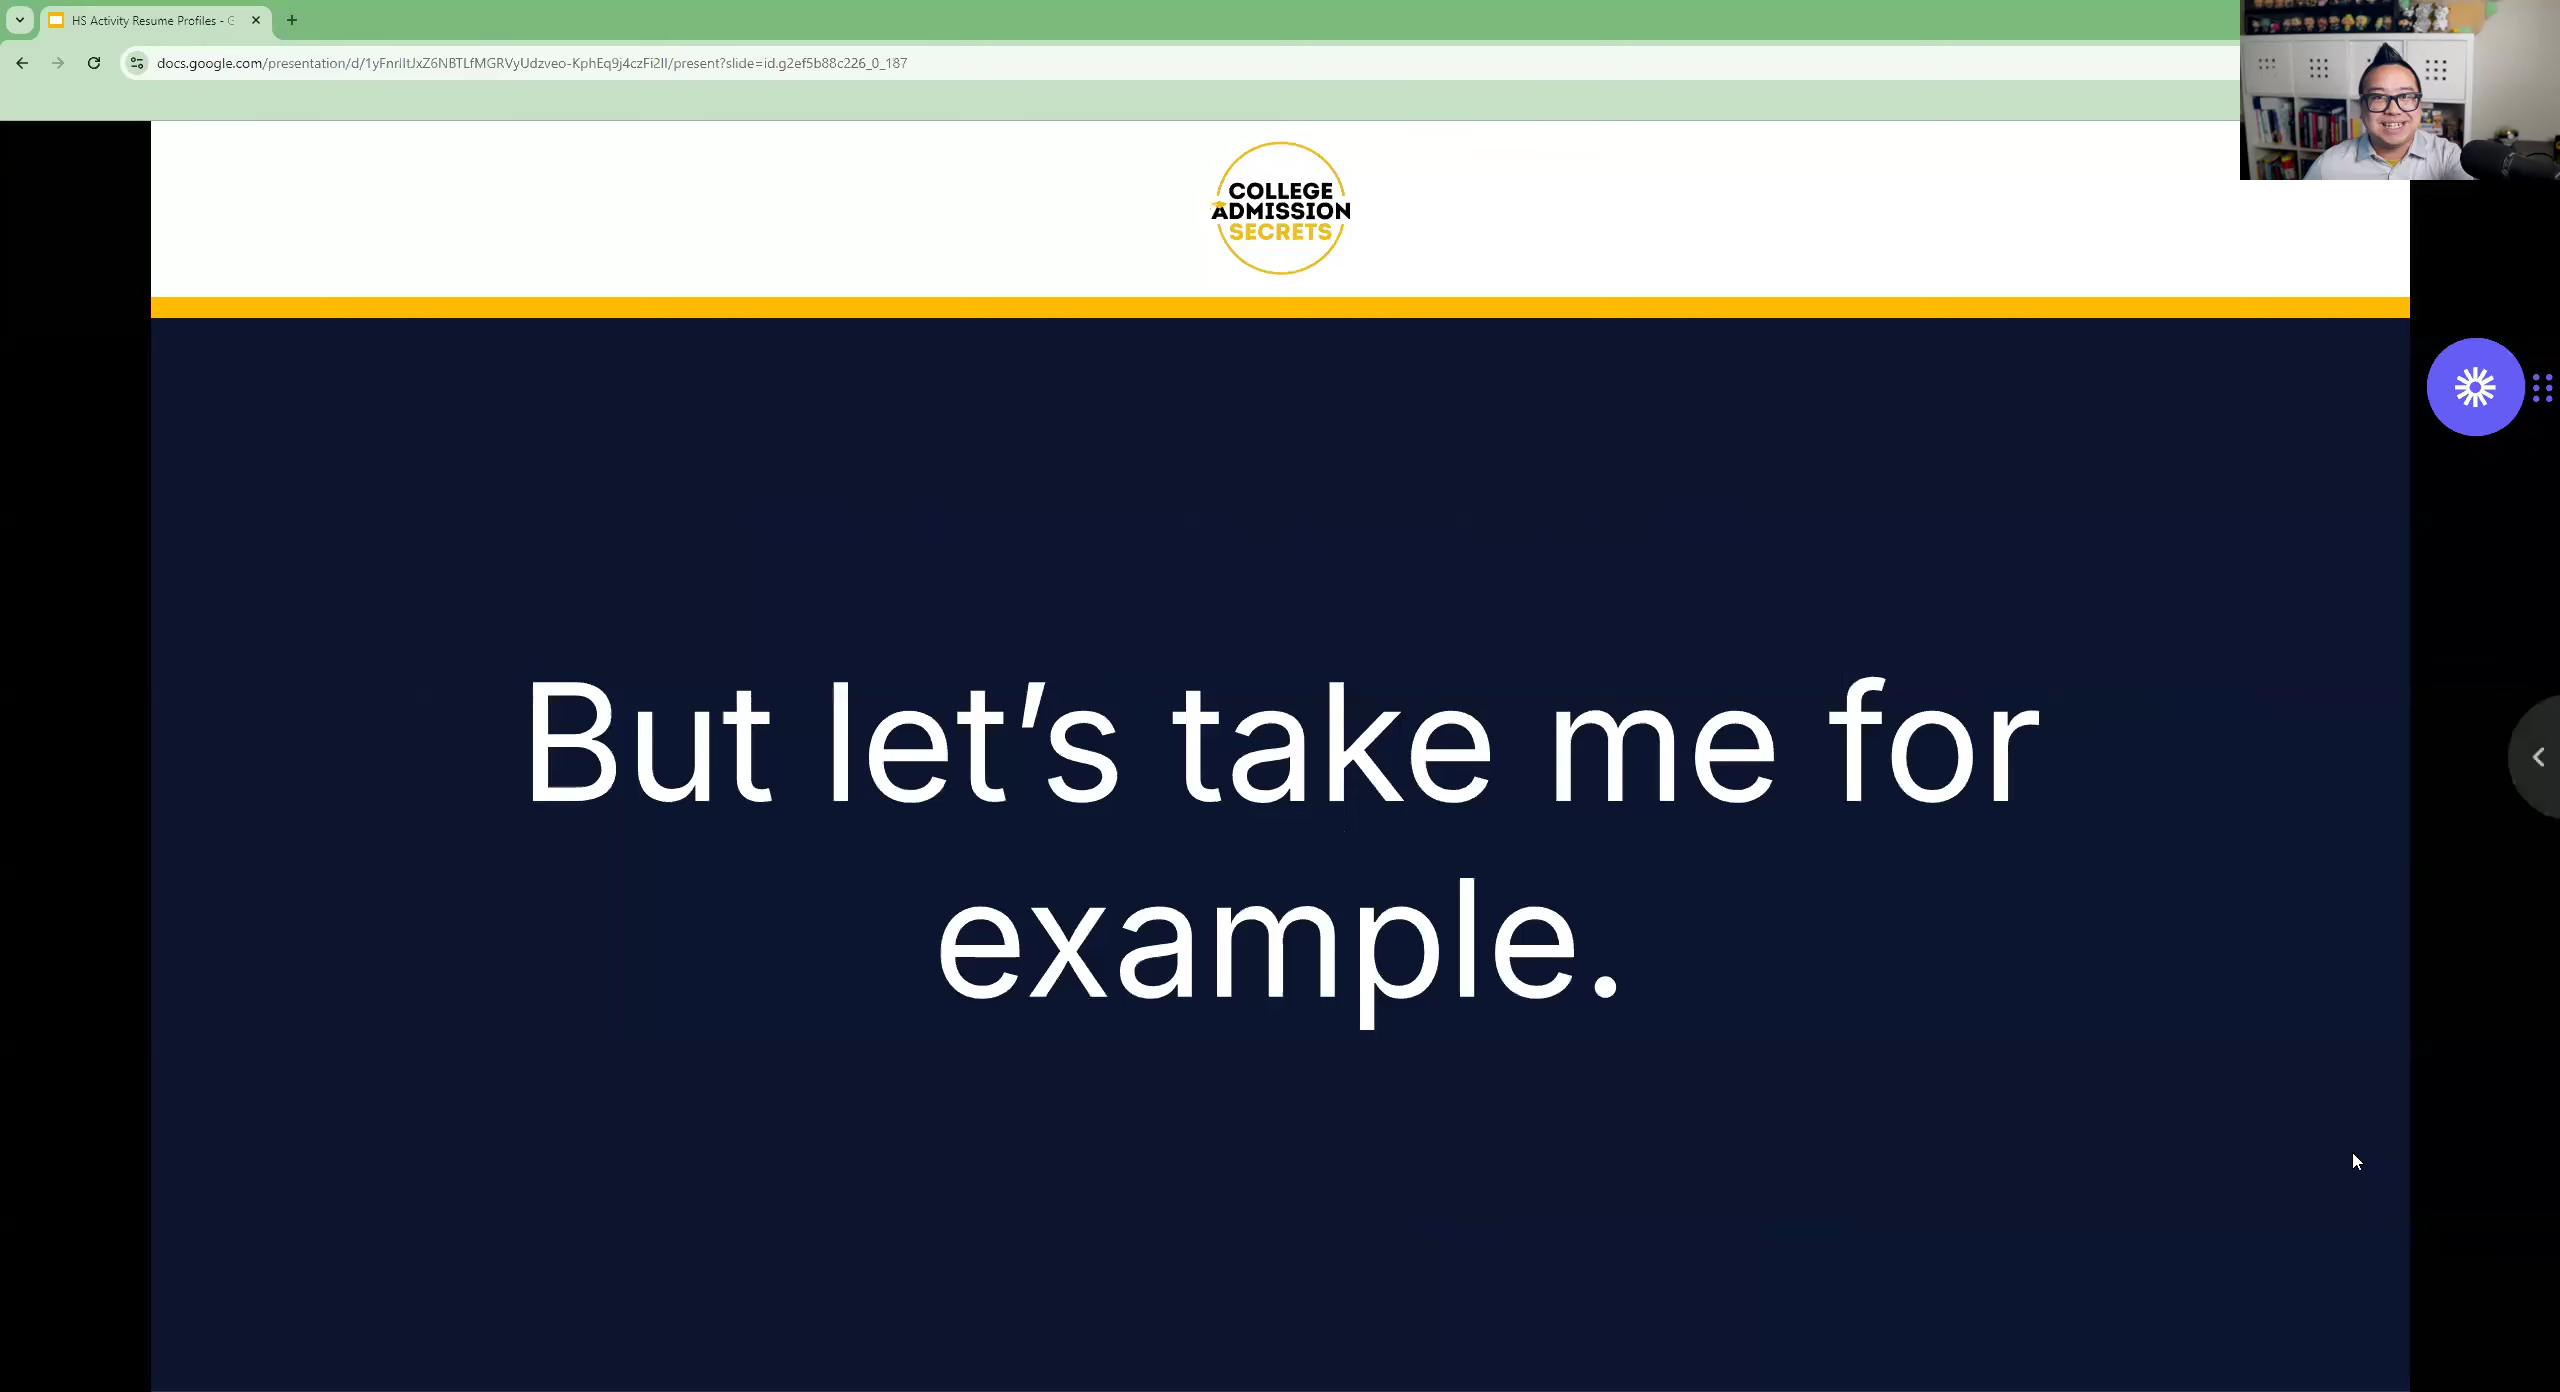 HS Activity Resume Profiles - G
docs.google.com/presentation/d/1yFnrlItJxZ6NBTLfMGRVyUdzveo-KphEq9j4czFi2lI/present?slide=id.g2ef5b88c226_0_187
COLLEGE
ADMISSION
SECRETS
But let’s take me for
example.